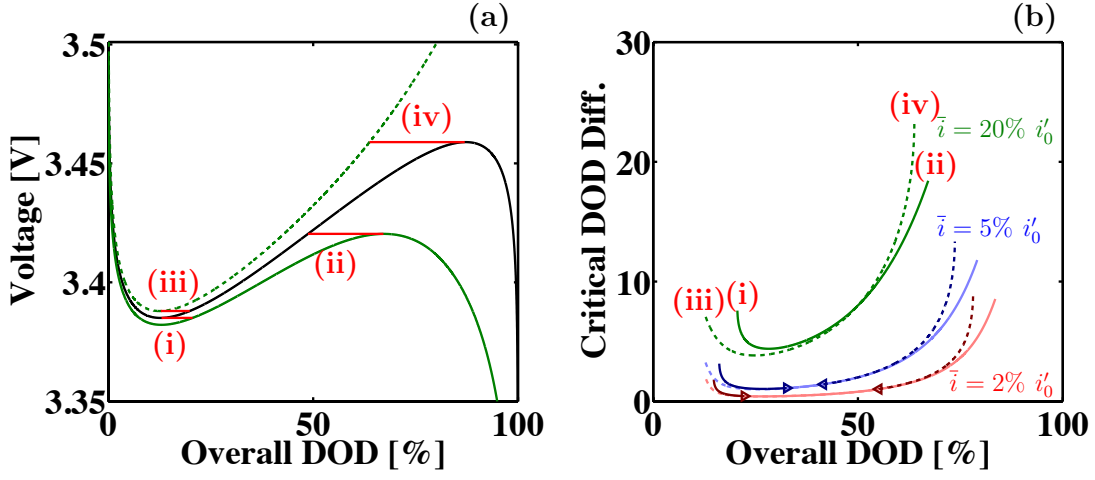 (a)
Voltage [V]
3.5
3.45
3.4
3.35
(iv)
(iii)
(ii)
(i)
0
50
100
Overall DOD [%]
(b)
Critical DOD Diff.
30
20
10
0
(iv)
ī = 20% i′₀
(ii)
ī = 5% i′₀
(iii)
(i)
ī = 2% i′₀
0
50
100
Overall DOD [%]